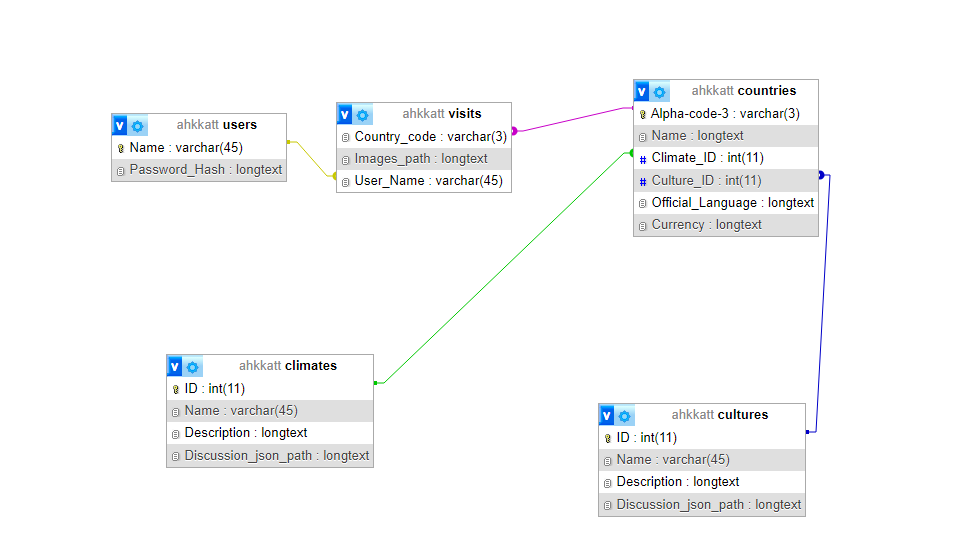 v ahkkatt users
Name : varchar(45)
Password_Hash : longtext
v ahkkatt visits
Country_code : varchar(3)
Images_path : longtext
User_Name : varchar(45)
v ahkkatt countries
Alpha-code-3 : varchar(3)
Name : longtext
# Climate_ID : int(11)
# Culture_ID : int(11)
Official_Language : longtext
Currency : longtext
v ahkkatt climates
ID : int(11)
Name : varchar(45)
Description : longtext
Discussion_json_path : longtext
v ahkkatt cultures
ID : int(11)
Name : varchar(45)
Description : longtext
Discussion_json_path : longtext